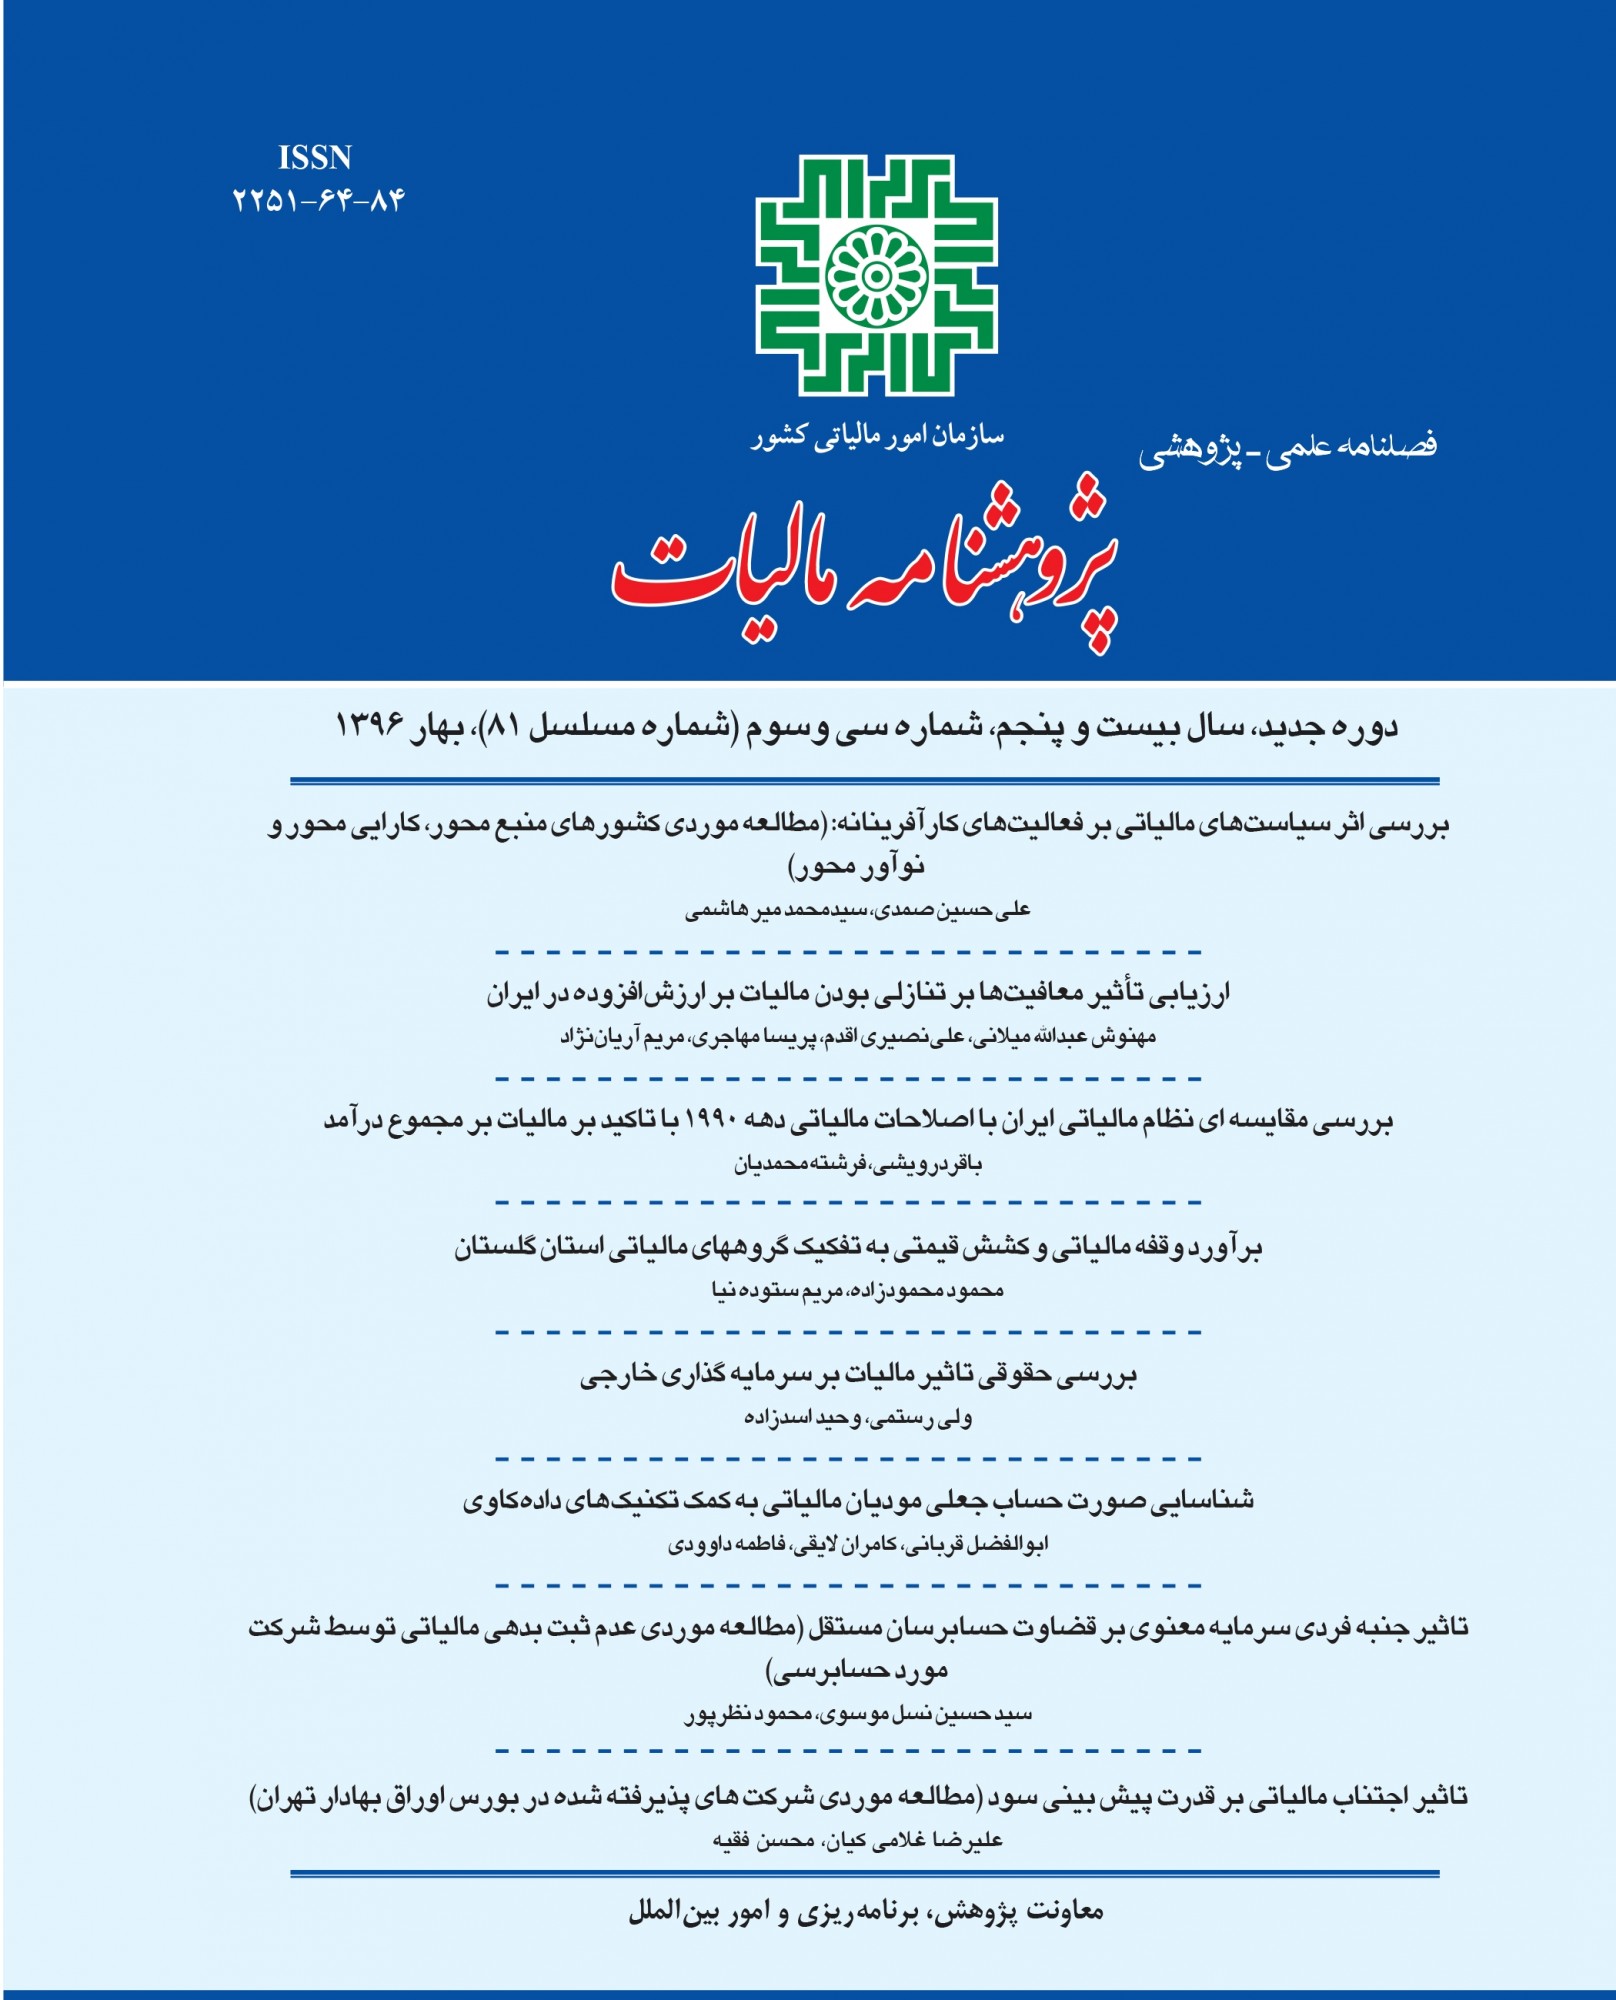 ISSN
۲۲۵۱-۶۴-۸۴
سازمان امور مالیاتی کشور
فصلنامه علمی - پژوهشی
پژوهشنامه مالیات
دوره جدید، سال بیست و پنجم، شماره سی و سوم (شماره مسلسل ۸۱)، بهار ۱۳۹۶
بررسی اثر سیاست‌های مالیاتی بر فعالیت‌های کارآفرینانه: (مطالعه موردی کشورهای منبع محور، کارایی محور و
نوآور محور)
علی حسین صمدی، سیدمحمد میرهاشمی
ارزیابی تأثیر معافیت‌ها بر تنازلی بودن مالیات بر ارزش‌افزوده در ایران
مهنوش عبدالله میلانی، علی‌نصیری اقدم، پریسا مهاجری، مریم آریان‌نژاد
بررسی مقایسه ای نظام مالیاتی ایران با اصلاحات مالیاتی دهه ۱۹۹۰ با تاکید بر مالیات بر مجموع درآمد
باقر درویشی، فرشته محمدیان
برآورد وقفه مالیاتی و کشش قیمتی به تفکیک گروههای مالیاتی استان گلستان
محمود محمودزاده، مریم ستوده نیا
بررسی حقوقی تاثیر مالیات بر سرمایه گذاری خارجی
ولی رستمی، وحید اسدزاده
شناسایی صورت حساب جعلی مودیان مالیاتی به کمک تکنیک‌های داده‌کاوی
ابوالفضل قربانی، کامران لایقی، فاطمه داوودی
تاثیر جنبه فردی سرمایه معنوی بر قضاوت حسابرسان مستقل (مطالعه موردی عدم ثبت بدهی مالیاتی توسط شرکت
مورد حسابرسی)
سید حسین نسل موسوی، محمود نظرپور
تاثیر اجتناب مالیاتی بر قدرت پیش بینی سود (مطالعه موردی شرکت های پذیرفته شده در بورس اوراق بهادار تهران)
علیرضا غلامی کیان، محسن فقیه
معاونت پژوهش، برنامه‌ریزی و امور بین‌الملل